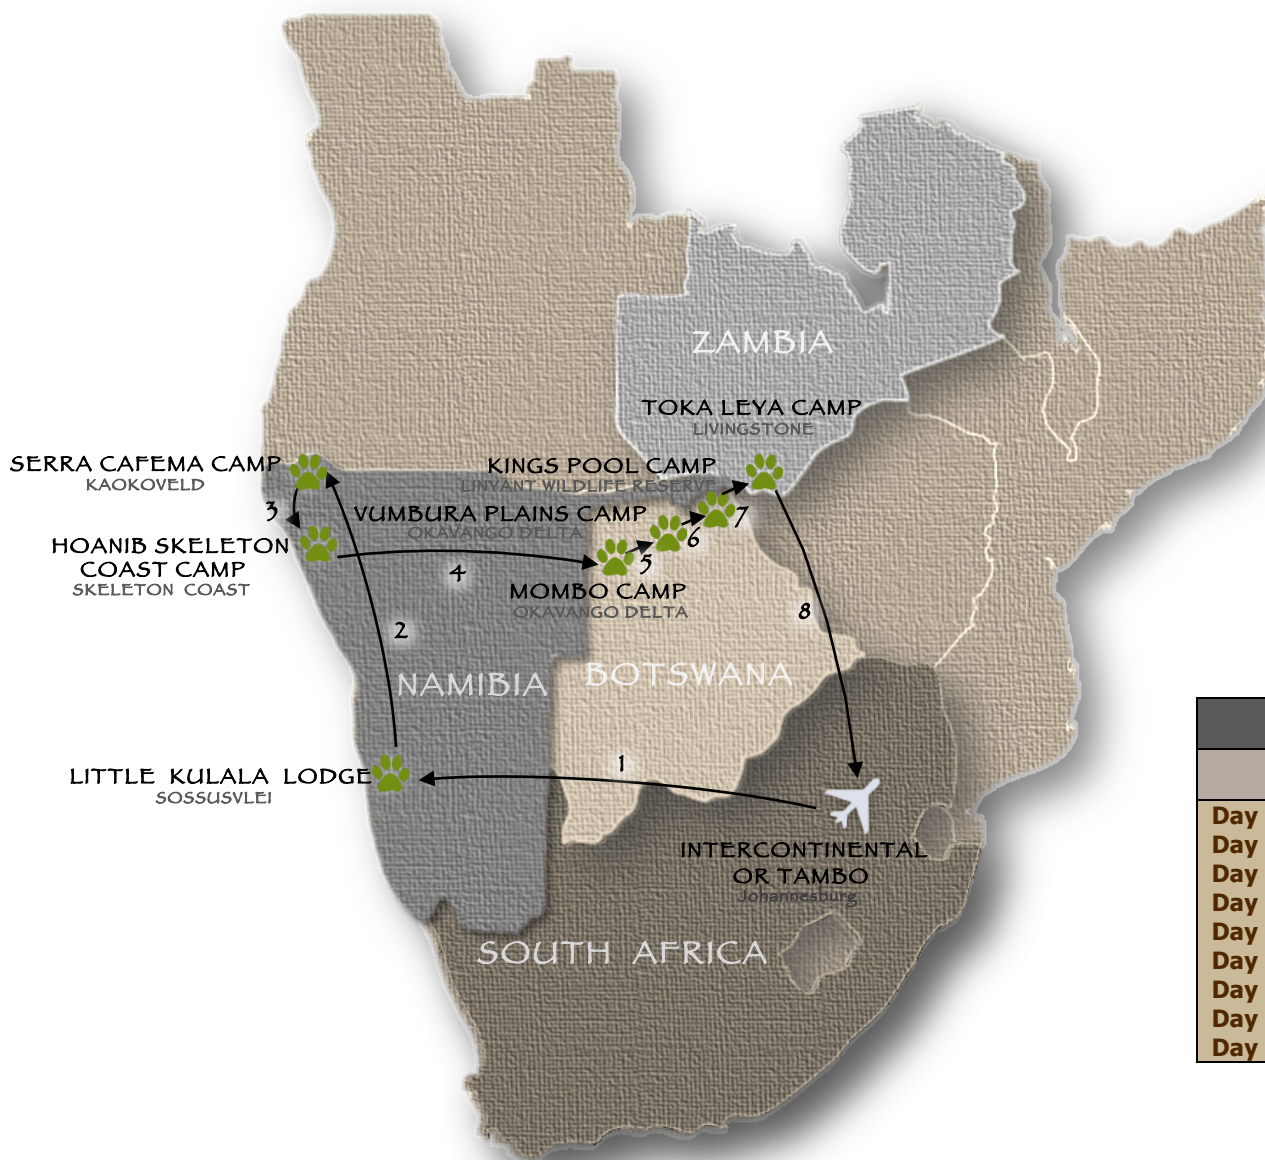 ZAMBIA
TOKA LEYA CAMP
LIVINGSTONE
SERRA CAFEMA CAMP
KAOKOVELD
KINGS POOL CAMP
LINYANT WILDLIFE RESERVE
3
VUMBURA PLAINS CAMP
OKAVANGO DELTA
7
6
5
HOANIB SKELETON
COAST CAMP
SKELETON COAST
4
MOMBO CAMP
OKAVANGO DELTA
8
2
NAMIBIA
BOTSWANA
1
LITTLE KULALA LODGE
SOSSUSVLEI
INTERCONTINENTAL
OR TAMBO
Johannesburg
SOUTH AFRICA
Day
Day
Day
Day
Day
Day
Day
Day
Day